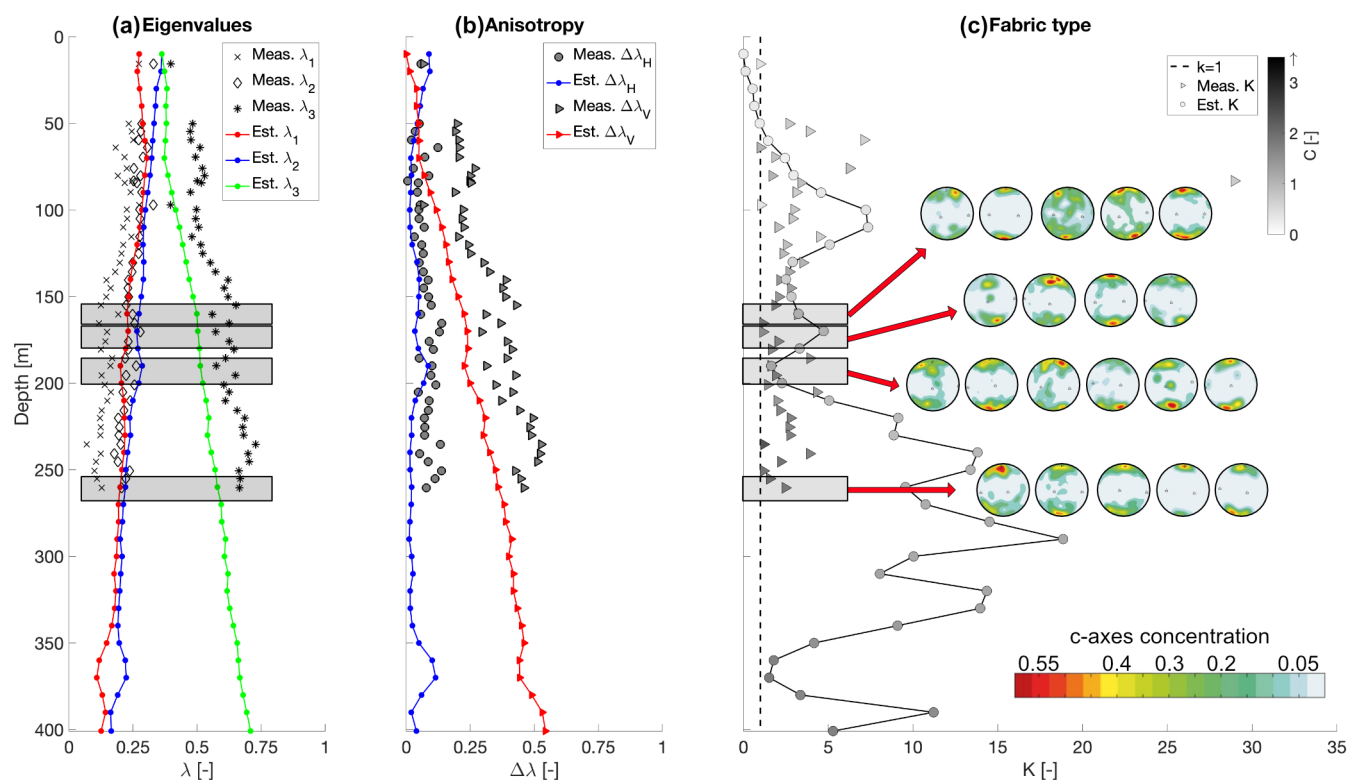 (a) Eigenvalues
(b) Anisotropy
(c) Fabric type
Meas. λ1
Meas. λ2
Meas. λ3
Est. λ1
Est. λ2
Est. λ3
Meas. ΔλH
Est. ΔλH
Meas. ΔλV
Est. ΔλV
k=1
Meas. K
Est. K
↑
3
2
1
0
C [-]
0
50
100
150
200
250
300
350
400
Depth [m]
0 0.25 0.5 0.75 1
λ [-]
0 0.25 0.5 0.75 1
Δλ [-]
0 5 10 15 20 25 30 35
K [-]
c-axes concentration
0.55 0.4 0.3 0.2 0.05